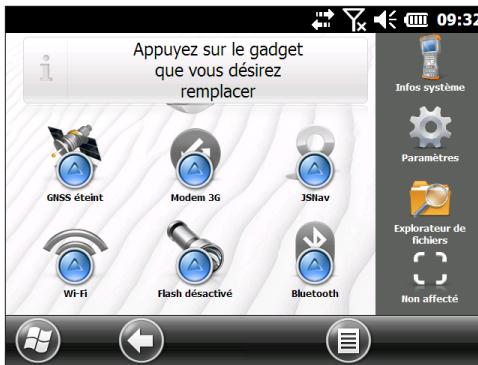 09:32
Appuyez sur le gadget
que vous désirez
remplacer
Infos système
GNSS éteint
Modem 3G
JSNav
Paramètres
Wi-Fi
Flash désactivé
Bluetooth
Explorateur de
fichiers
Non affecté